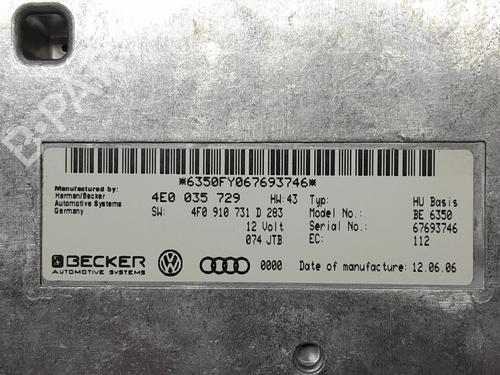 B-PARTS
*6350FY067693746*
Manufactured by:
Harman/Becker
Automotive Systems
Germany
4E0 035 729 HW: 43 Typ: HU Basis
SW: 4F0 910 731 D 283 Model No.: BE 6350
12 Volt Serial No.: 67693746
074 JTB EC: 112
BECKER
AUTOMOTIVE SYSTEMS
0000 Date of manufacture: 12.06.06